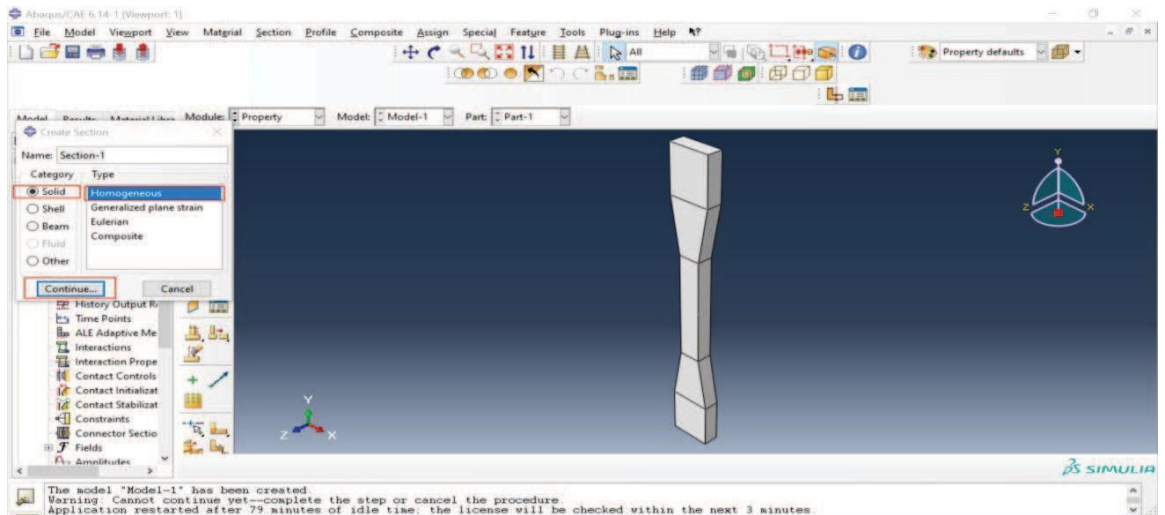 Abaqus/CAE 6.14-1 [Viewport: 1]
File Model Viewport View Material Section Profile Composite Assign Special Feature Tools Plug-ins Help
All
Property defaults
Model Results Material Libra Module: Property Model: Model-1 Part: Part-1
Create Section
Name: Section-1
Category Type
Solid Homogeneous
Shell Generalized plane strain
Beam Eulerian
Fluid Composite
Other
Continue... Cancel
History Output R
Time Points
ALE Adaptive Me
Interactions
Interaction Prope
Contact Controls
Contact Initializat
Contact Stabilizat
Constraints
Connector Sectio
Fields
Amplitudes
Y
Z X
Y
Z X
SIMULIA
The model "Model-1" has been created.
Warning: Cannot continue yet--complete the step or cancel the procedure.
Application restarted after 79 minutes of idle time; the license will be checked within the next 3 minutes.